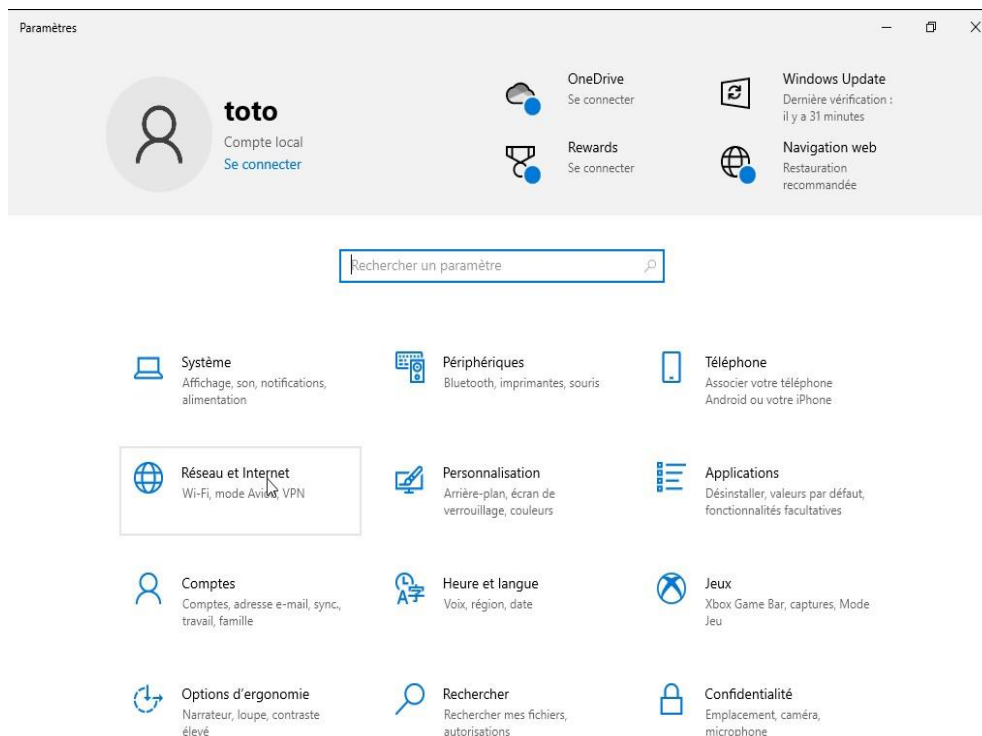 Paramètres
toto
Compte local
Se connecter
OneDrive
Se connecter
Windows Update
Dernière vérification :
il y a 31 minutes
Rewards
Se connecter
Navigation web
Restauration
recommandée
Rechercher un paramètre
Système
Affichage, son, notifications,
alimentation
Périphériques
Bluetooth, imprimantes, souris
Téléphone
Associer votre téléphone
Android ou votre iPhone
Réseau et Internet
Wi-Fi, mode Avion, VPN
Personnalisation
Arrière-plan, écran de
verrouillage, couleurs
Applications
Désinstaller, valeurs par défaut,
fonctionnalités facultatives
Comptes
Comptes, adresse e-mail, sync.,
travail, famille
Heure et langue
Voix, région, date
Jeux
Xbox Game Bar, captures, Mode
Jeu
Options d'ergonomie
Narrateur, loupe, contraste
élevé
Rechercher
Rechercher mes fichiers,
autorisations
Confidentialité
Emplacement, caméra,
microphone